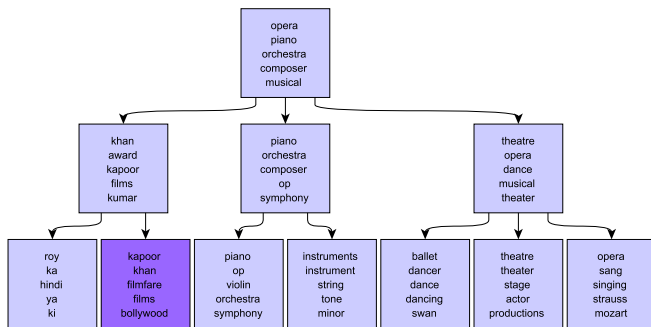 opera
piano
orchestra
composer
musical
khan
award
kapoor
films
kumar
piano
orchestra
composer
op
symphony
theatre
opera
dance
musical
theater
roy
ka
hindi
ya
ki
kapoor
khan
filmfare
films
bollywood
piano
op
violin
orchestra
symphony
instruments
instrument
string
tone
minor
ballet
dancer
dance
dancing
swan
theatre
theater
stage
actor
productions
opera
sang
singing
strauss
mozart